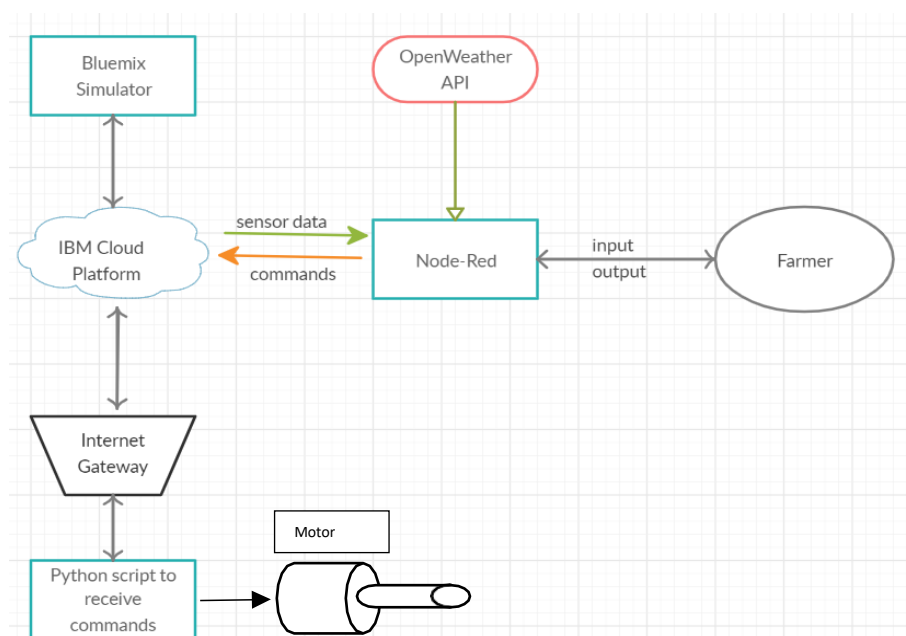 Bluemix
Simulator
OpenWeather
API
sensor data
commands
IBM Cloud
Platform
Node-Red
input
output
Farmer
Internet
Gateway
Motor
Python script to
receive
commands